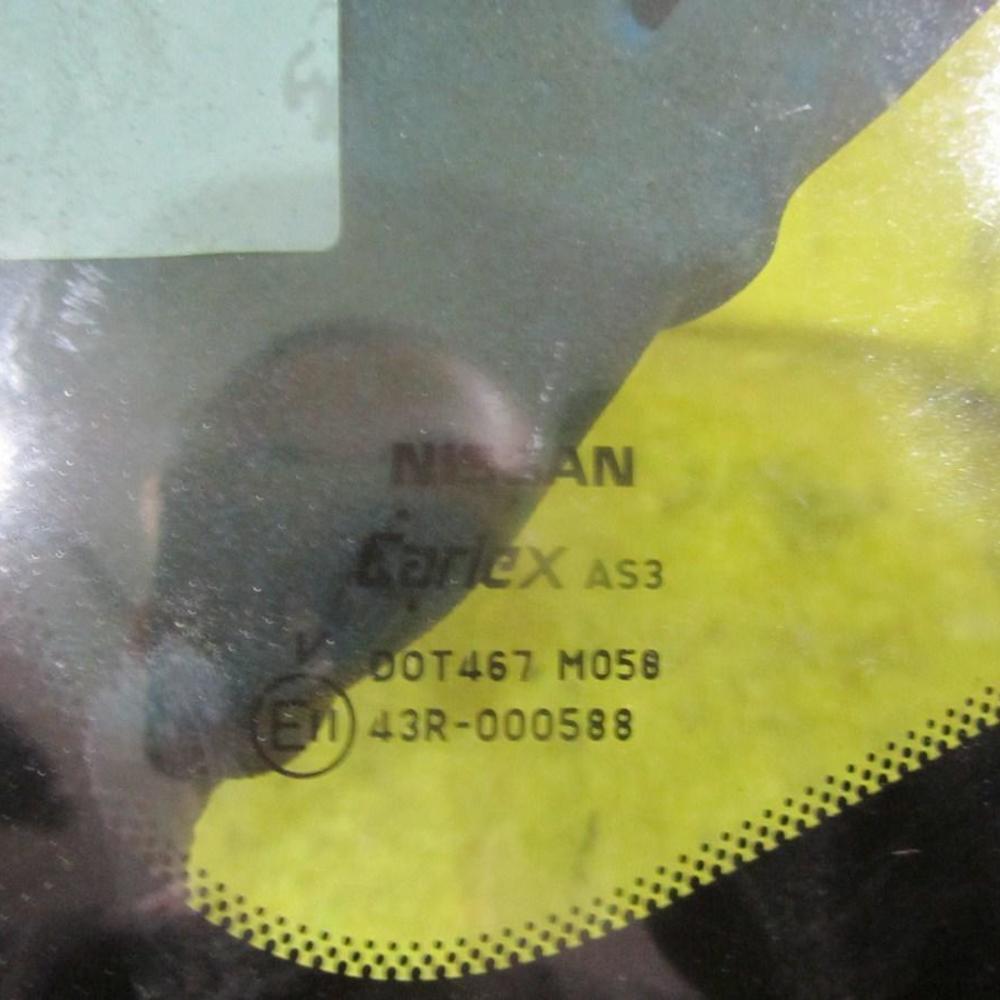 NISSAN
Carlex AS3
V
DOT467 M058
E11 43R-000588